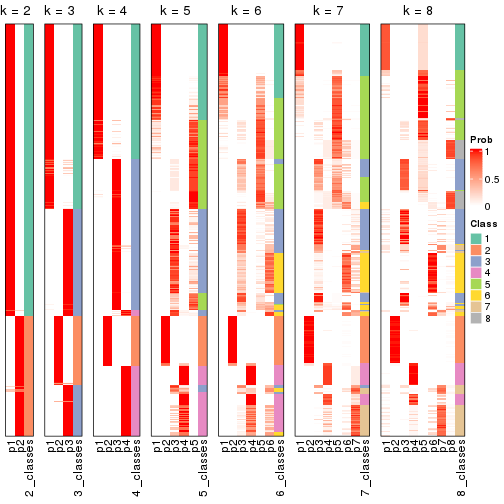 k = 2 k = 3 k = 4 k = 5 k = 6 k = 7 k = 8
Prob
1
0.5
0
Class
1
2
3
4
5
6
7
8
p1 p2 2_classes
p1 p2 p3 3_classes
p1 p2 p3 p4 4_classes
p1 p2 p3 p4 p5 5_classes
p1 p2 p3 p4 p5 p6 6_classes
p1 p2 p3 p4 p5 p6 p7 7_classes
p1 p2 p3 p4 p5 p6 p7 p8 8_classes